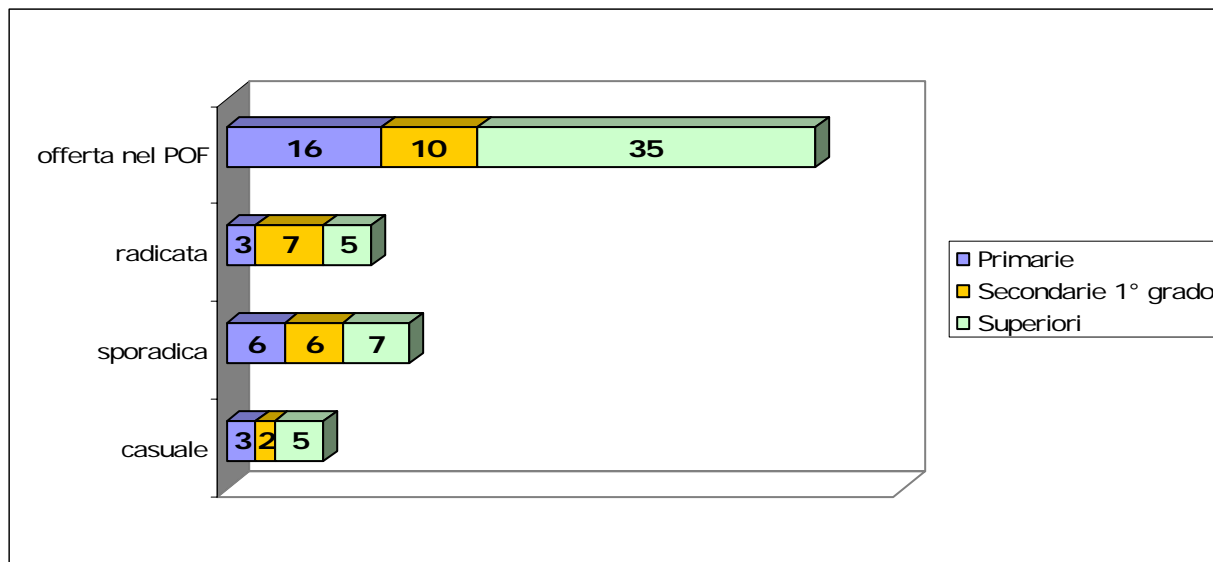 offerta nel POF
16 10 35
radicata
3 7 5
sporadica
6 6 7
casuale
3 2 5
Primarie
Secondarie 1° grado
Superiori